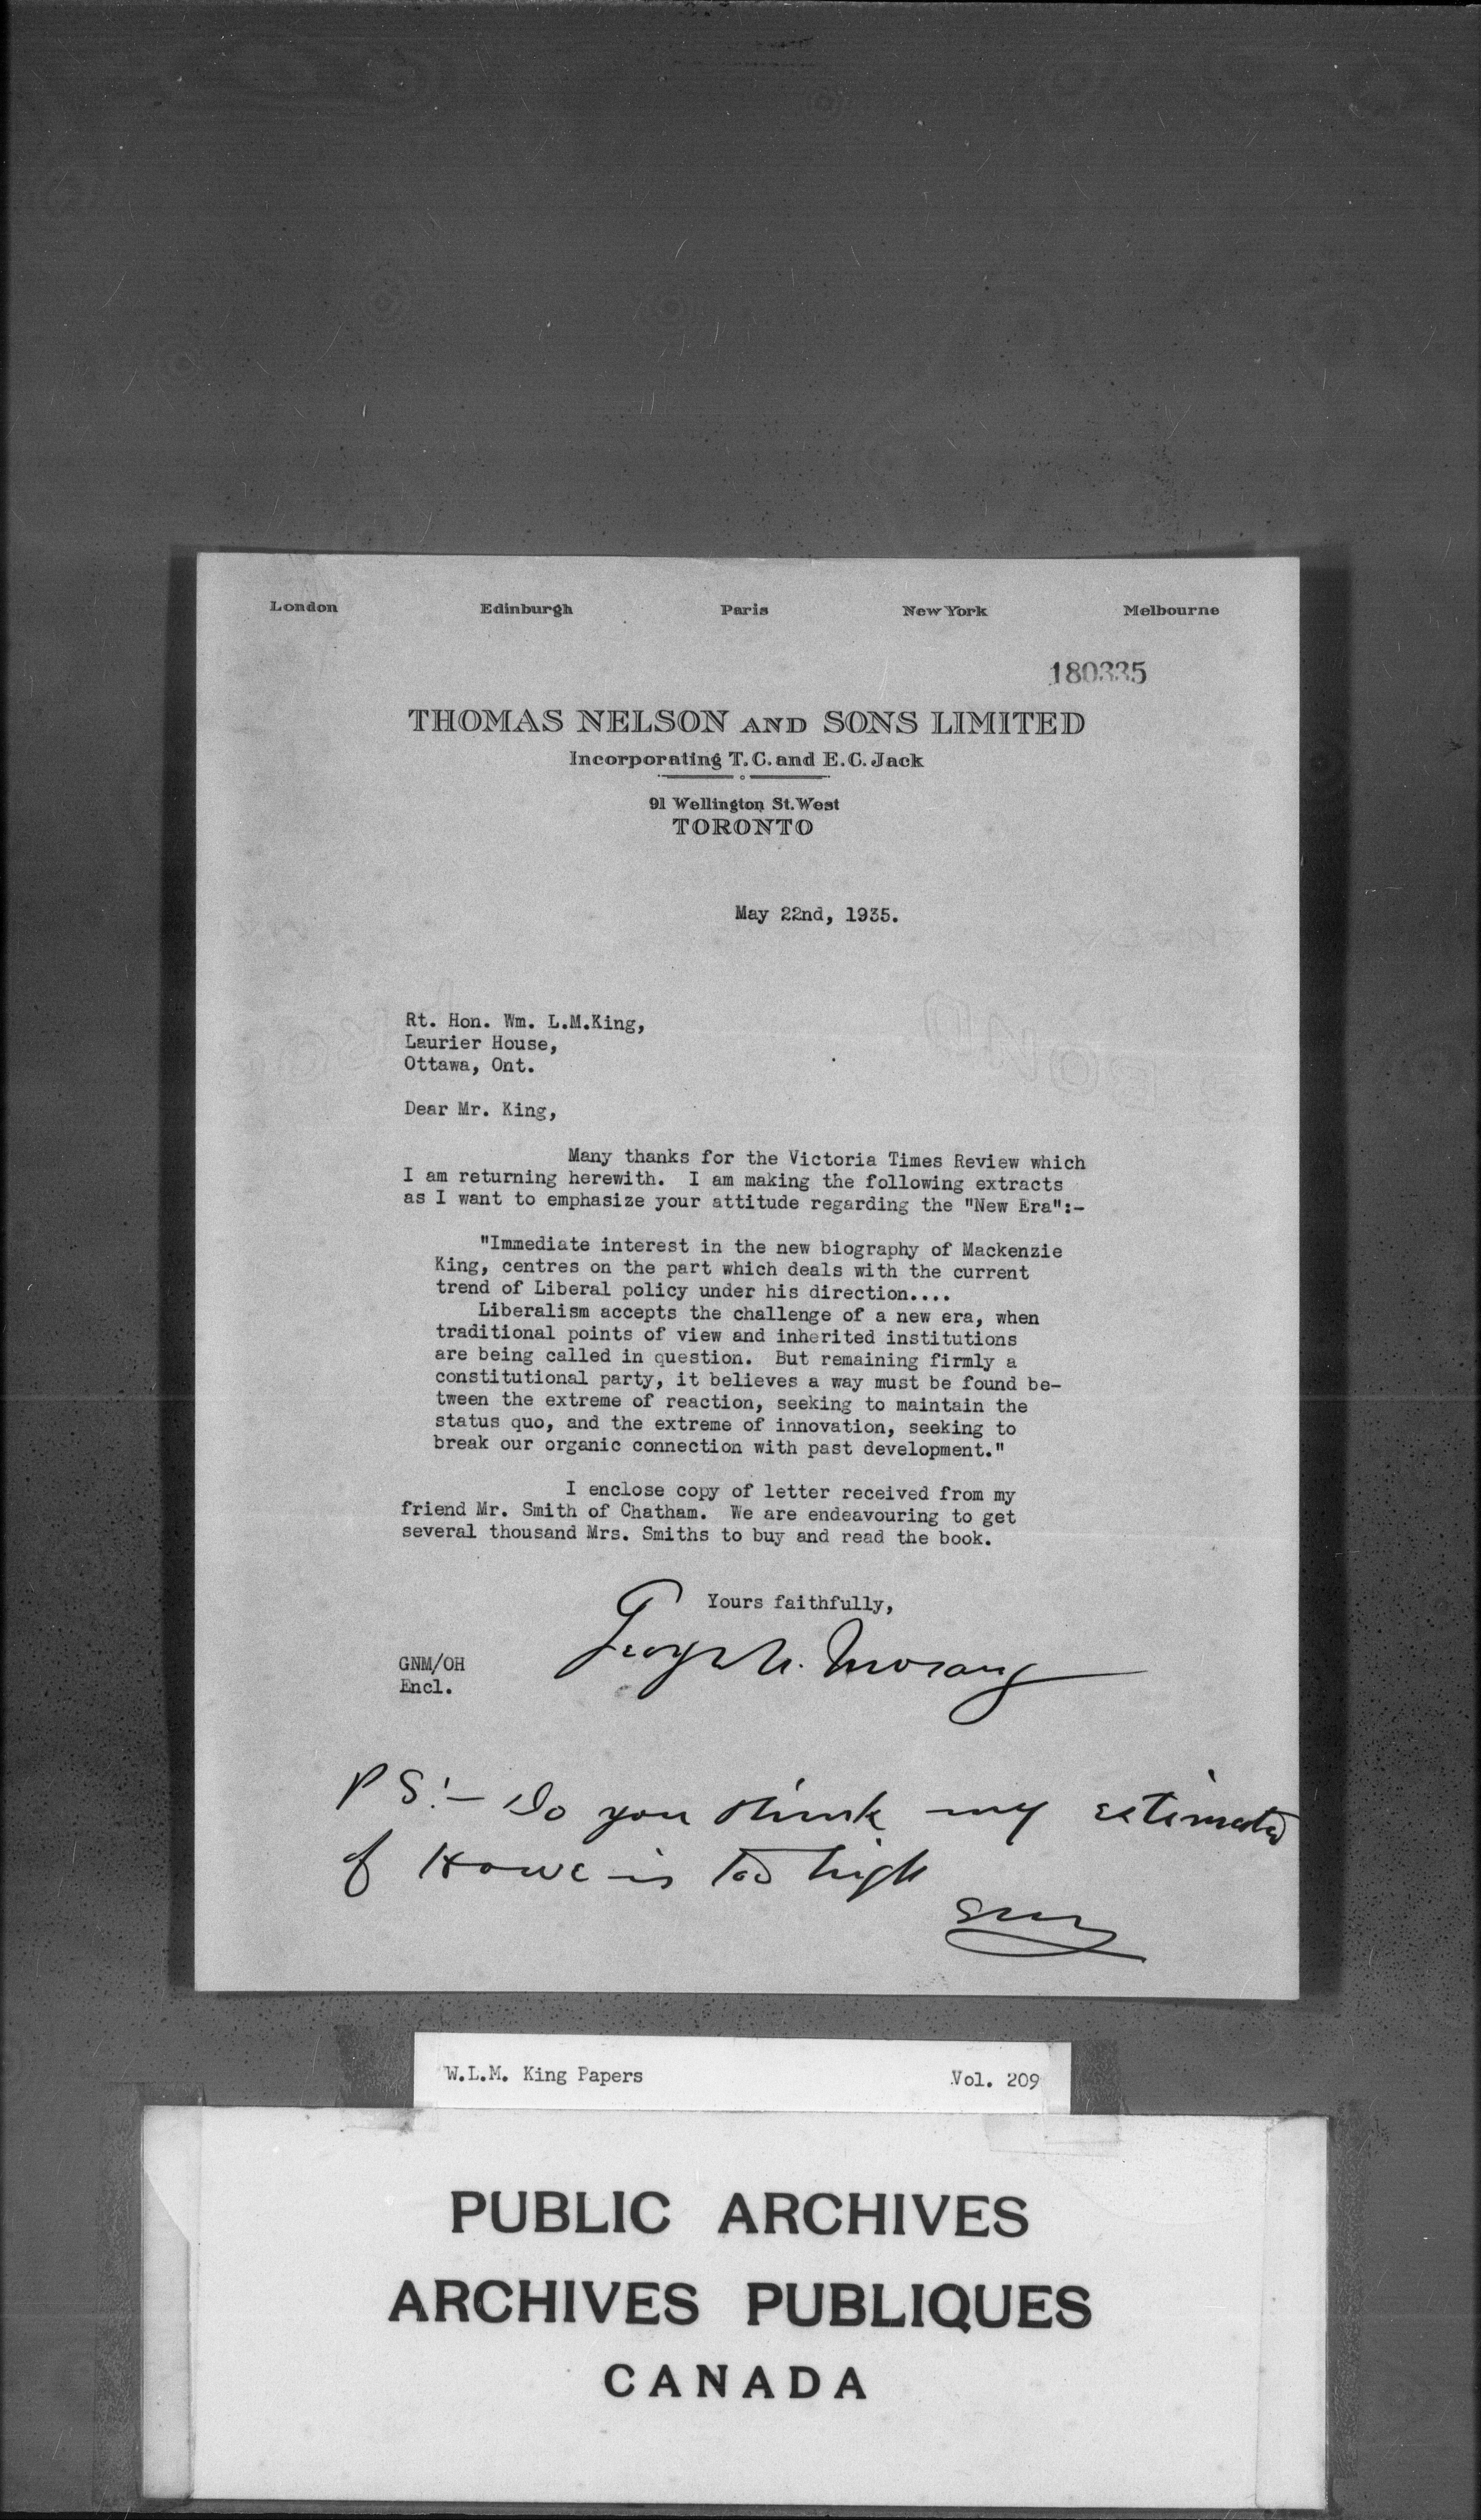 London Edinburgh Paris New York Melbourne
180335
THOMAS NELSON AND SONS LIMITED
Incorporating T.C. and E.C. Jack
91 Wellington St. West
TORONTO
May 22nd, 1935.
Rt. Hon. Wm. L.M.King,
Laurier House,
Ottawa, Ont.
Dear Mr. King,
Many thanks for the Victoria Times Review which
I am returning herewith. I am making the following extracts
as I want to emphasize your attitude regarding the "New Era":-
"Immediate interest in the new biography of Mackenzie
King, centres on the part which deals with the current
trend of Liberal policy under his direction....
Liberalism accepts the challenge of a new era, when
traditional points of view and inherited institutions
are being called in question. But remaining firmly a
constitutional party, it believes a way must be found be-
tween the extreme of reaction, seeking to maintain the
status quo, and the extreme of innovation, seeking to
break our organic connection with past development."
I enclose copy of letter received from my
friend Mr. Smith of Chatham. We are endeavouring to get
several thousand Mrs. Smiths to buy and read the book.
Yours faithfully,
George N. Morang
GNM/OH
Encl.
PS:- Do you think my estimate
of Howe is too high
W.L.M. King Papers Vol. 209
PUBLIC ARCHIVES
ARCHIVES PUBLIQUES
CANADA